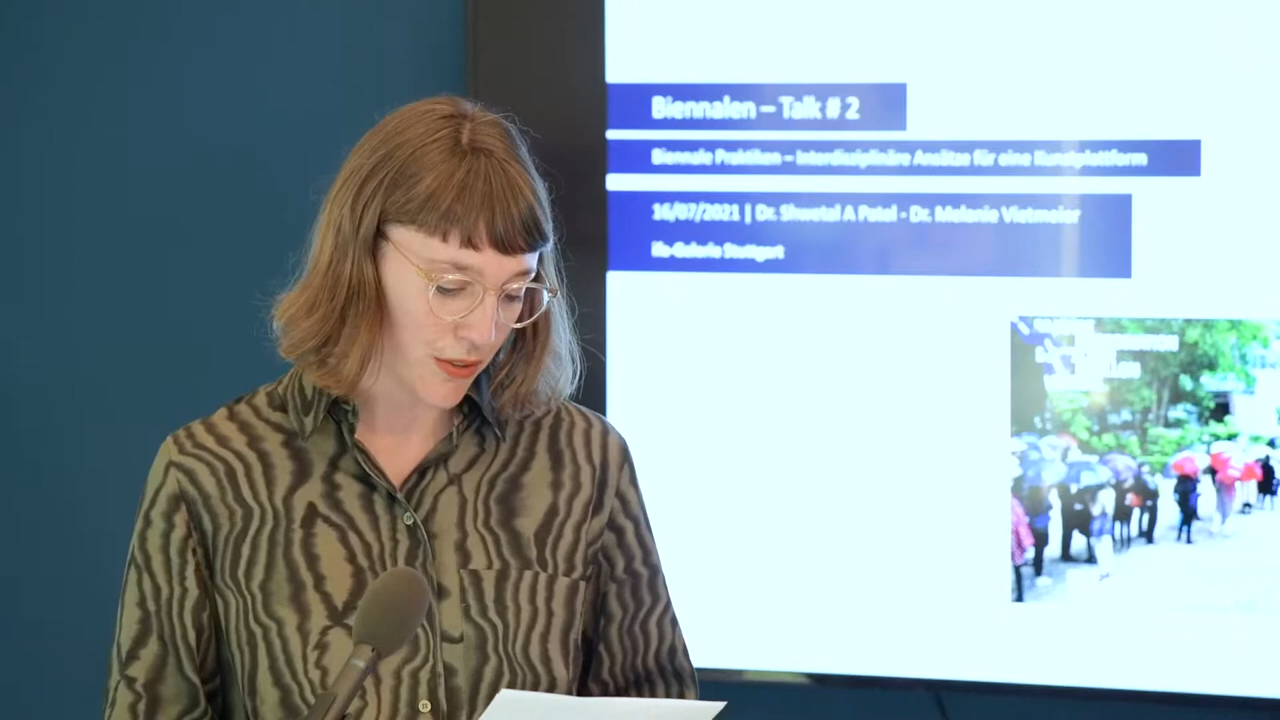 Biennalen – Talk # 2
Biennale Praktiken – Interdisziplinäre Ansätze für eine Kunstplattform
16/07/2021 | Dr. Shwetal A Patel - Dr. Melanie Vietmeier
ifa-Galerie Stuttgart